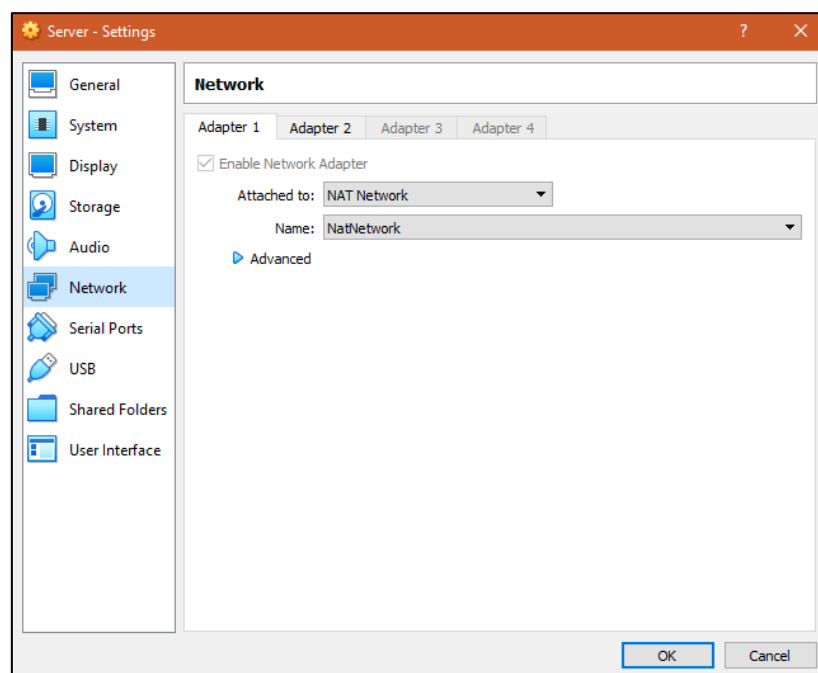 Server - Settings ? ×
General
System
Display
Storage
Audio
Network
Serial Ports
USB
Shared Folders
User Interface
Network
Adapter 1 Adapter 2 Adapter 3 Adapter 4
Enable Network Adapter
Attached to: NAT Network
Name: NatNetwork
Advanced
OK Cancel